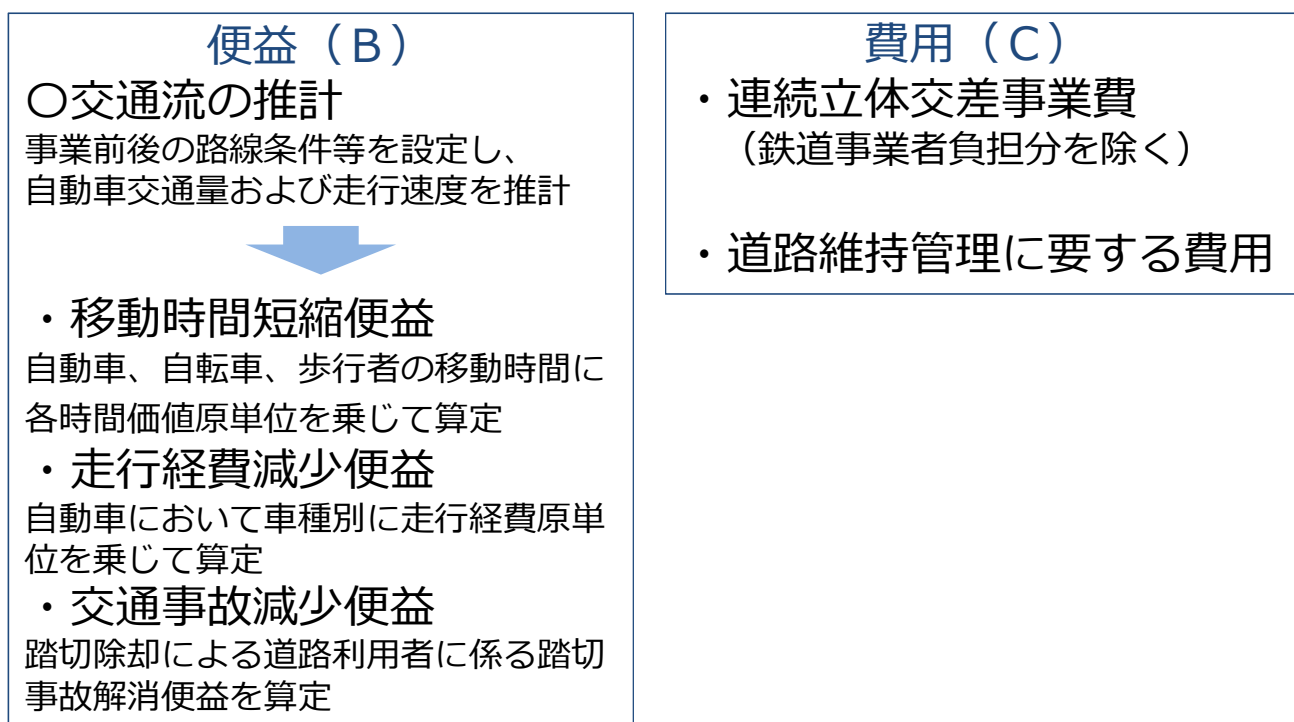 便益（B）
〇交通流の推計
事業前後の路線条件等を設定し、
自動車交通量および走行速度を推計
・移動時間短縮便益
自動車、自転車、歩行者の移動時間に
各時間価値原単位を乗じて算定
・走行経費減少便益
自動車において車種別に走行経費原単
位を乗じて算定
・交通事故減少便益
踏切除却による道路利用者に係る踏切
事故解消便益を算定
費用（C）
・連続立体交差事業費
（鉄道事業者負担分を除く）
・道路維持管理に要する費用